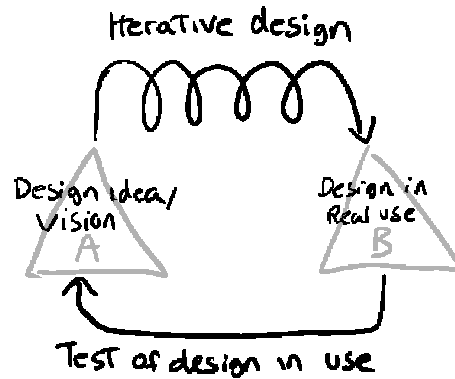 Iterative design
Design idea/
Vision
A
Design in
Real use
B
Test of design in use